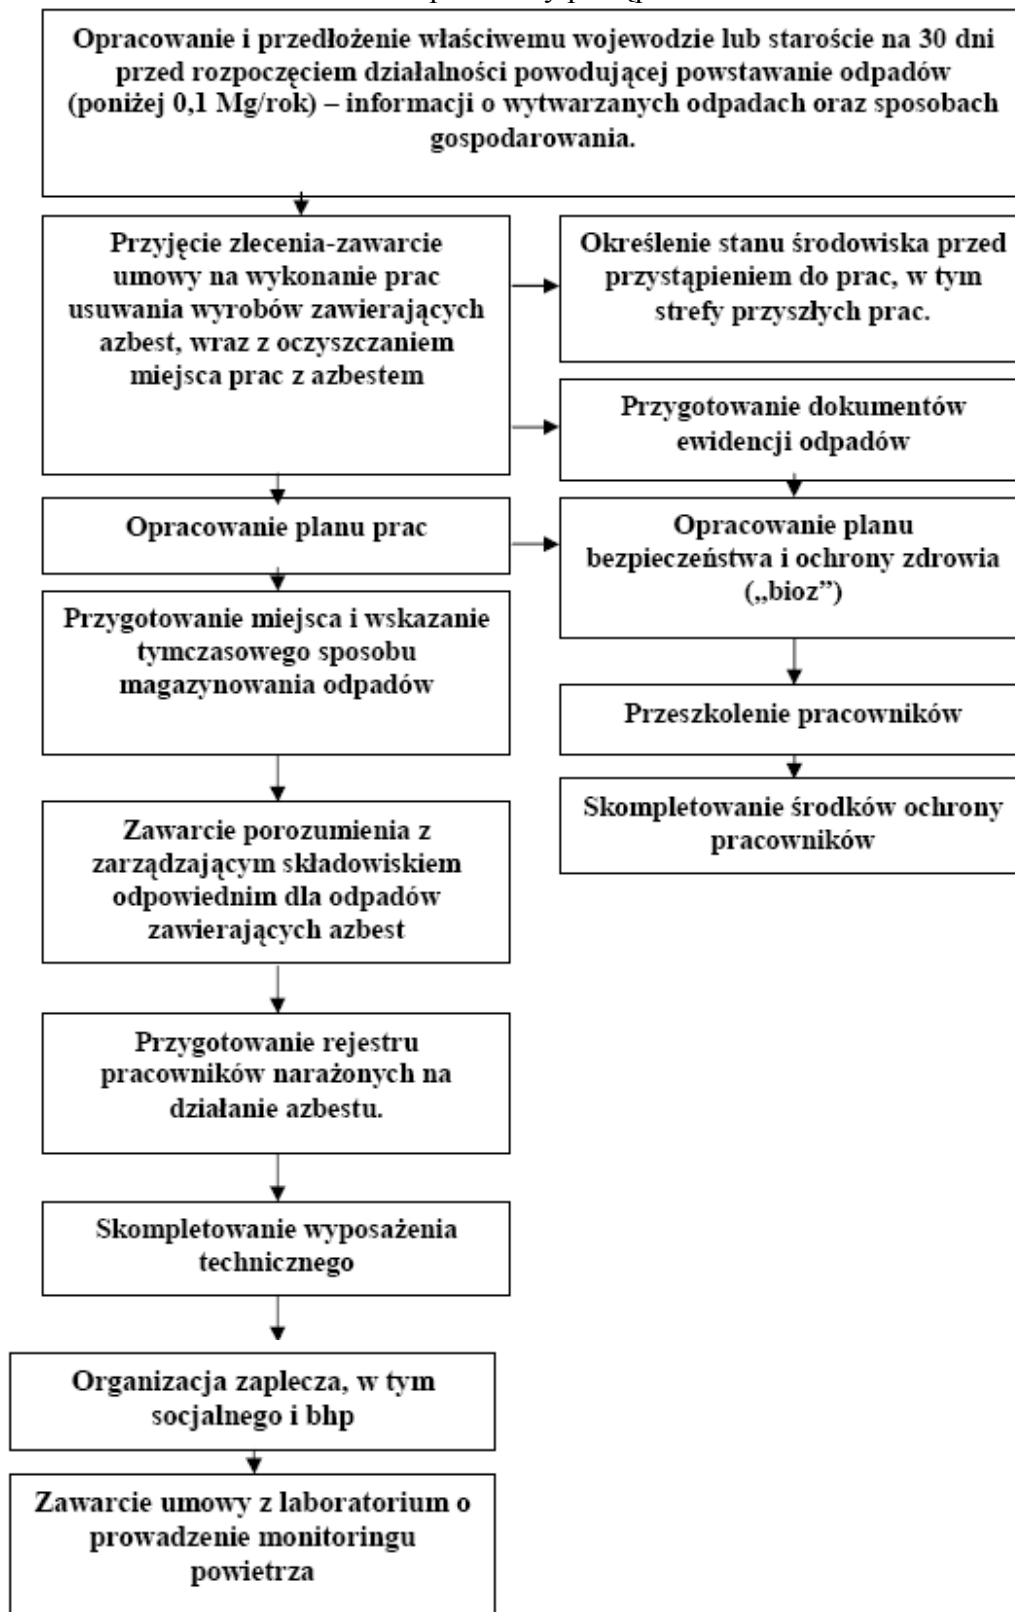 Opracowanie i przedłożenie właściwemu wojewodzie lub staroście na 30 dni
przed rozpoczęciem działalności powodującej powstawanie odpadów
(poniżej 0,1 Mg/rok) – informacji o wytwarzanych odpadach oraz sposobach
gospodarowania.
Przyjęcie zlecenia-zawarcie
umowy na wykonanie prac
usuwania wyrobów zawierających
azbest, wraz z oczyszczaniem
miejsca prac z azbestem
Określenie stanu środowiska przed
przystąpieniem do prac, w tym
strefy przyszłych prac.
Przygotowanie dokumentów
ewidencji odpadów
Opracowanie planu prac
Opracowanie planu
bezpieczeństwa i ochrony zdrowia
(„bioz”)
Przygotowanie miejsca i wskazanie
tymczasowego sposobu
magazynowania odpadów
Przeszkolenie pracowników
Skompletowanie środków ochrony
pracowników
Zawarcie porozumienia z
zarządzającym składowiskiem
odpowiednim dla odpadów
zawierających azbest
Przygotowanie rejestru
pracowników narażonych na
działanie azbestu.
Skompletowanie wyposażenia
technicznego
Organizacja zaplecza, w tym
socjalnego i bhp
Zawarcie umowy z laboratorium o
prowadzenie monitoringu
powietrza